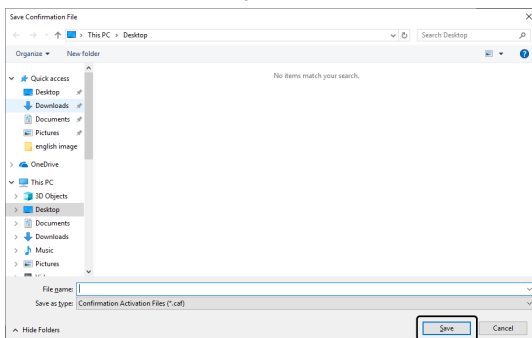 Save Confirmation File
This PC > Desktop
Search Desktop
Organize
New folder
No items match your search.
Quick access
Desktop
Downloads
Documents
Pictures
english image
OneDrive
This PC
3D Objects
Desktop
Documents
Downloads
Music
Pictures
File name:
Save as type: Confirmation Activation Files (*.caf)
Hide Folders
Save
Cancel